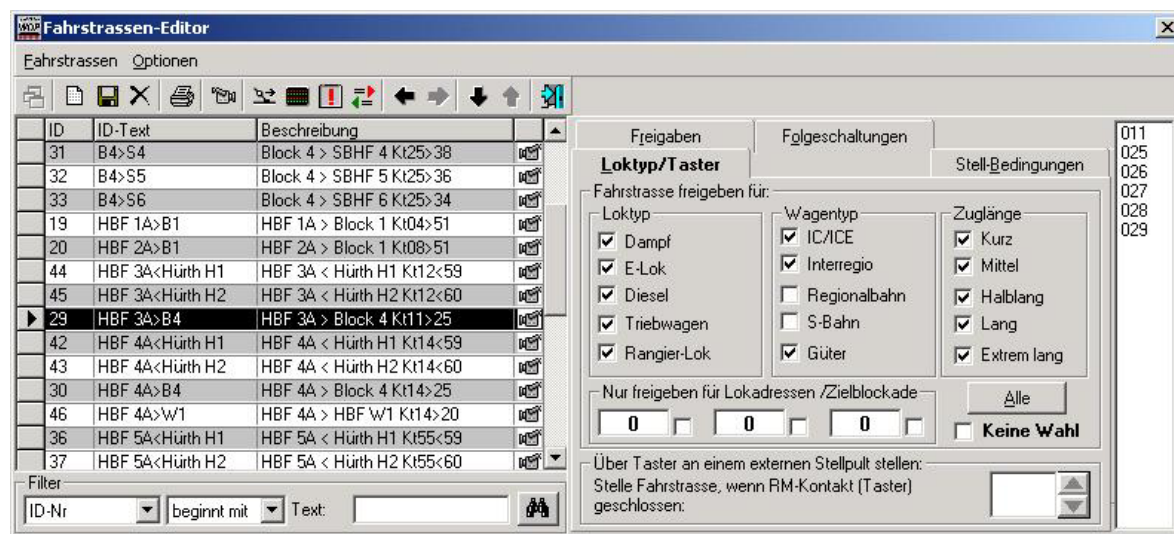 Fahrstrassen-Editor
Fahrstrassen Optionen
ID ID-Text Beschreibung
31 B4>S4 Block 4 > SBHF 4 Kt25>38
32 B4>S5 Block 4 > SBHF 5 Kt25>36
33 B4>S6 Block 4 > SBHF 6 Kt25>34
19 HBF 1A>B1 HBF 1A > Block 1 Kt04>51
20 HBF 2A>B1 HBF 2A > Block 1 Kt08>51
44 HBF 3A<Hürth H1 HBF 3A < Hürth H1 Kt12<59
45 HBF 3A<Hürth H2 HBF 3A < Hürth H2 Kt12<60
29 HBF 3A>B4 HBF 3A > Block 4 Kt11>25
42 HBF 4A<Hürth H1 HBF 4A < Hürth H1 Kt14<59
43 HBF 4A<Hürth H2 HBF 4A < Hürth H2 Kt14<60
30 HBF 4A>B4 HBF 4A > Block 4 Kt14>25
46 HBF 4A>W1 HBF 4A > HBF W1 Kt14>20
36 HBF 5A<Hürth H1 HBF 5A < Hürth H1 Kt55<59
37 HBF 5A<Hürth H2 HBF 5A < Hürth H2 Kt55<60
Filter
ID-Nr beginnt mit Text:
Freigaben Folgeschaltungen
Loktyp/Taster Stell-Bedingungen
Fahrstrasse freigeben für:
Loktyp Wagentyp Zuglänge
Dampf IC/ICE Kurz
E-Lok Interregio Mittel
Diesel Regionalbahn Halblang
Triebwagen S-Bahn Lang
Rangier-Lok Güter Extrem lang
Nur freigeben für Lokadressen /Zielblockade
0 0 0
Alle
Keine Wahl
Über Taster an einem externen Stellpult stellen:
Stelle Fahrstrasse, wenn RM-Kontakt (Taster)
geschlossen:
011
025
026
027
028
029